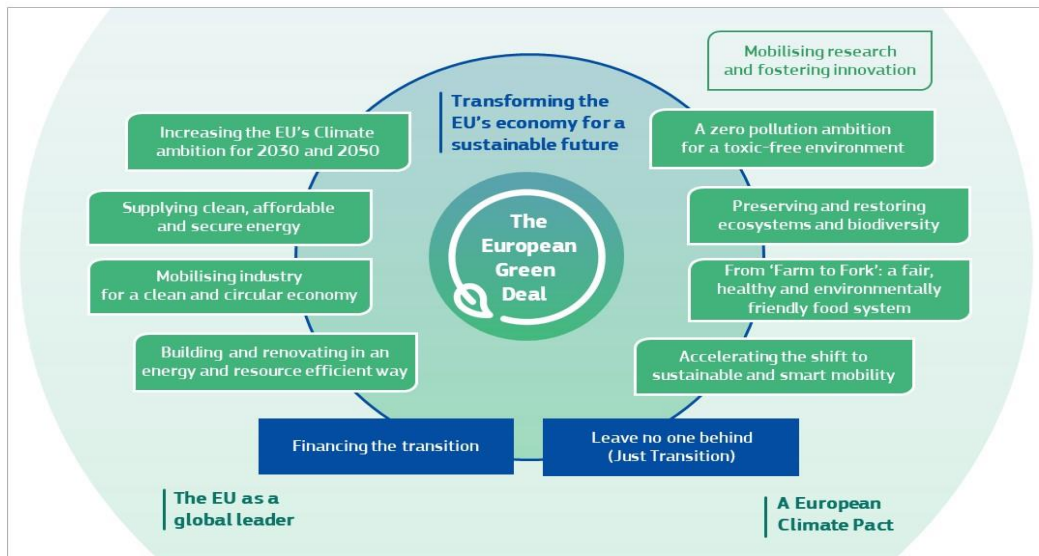 Mobilising research
and fostering innovation
Transforming the
EU's economy for a
sustainable future
Increasing the EU's Climate
ambition for 2030 and 2050
A zero pollution ambition
for a toxic-free environment
Supplying clean, affordable
and secure energy
Preserving and restoring
ecosystems and biodiversity
The
European
Green
Deal
Mobilising industry
for a clean and circular economy
From ‘Farm to Fork’: a fair,
healthy and environmentally
friendly food system
Building and renovating in an
energy and resource efficient way
Accelerating the shift to
sustainable and smart mobility
Financing the transition
Leave no one behind
(Just Transition)
The EU as a
global leader
A European
Climate Pact